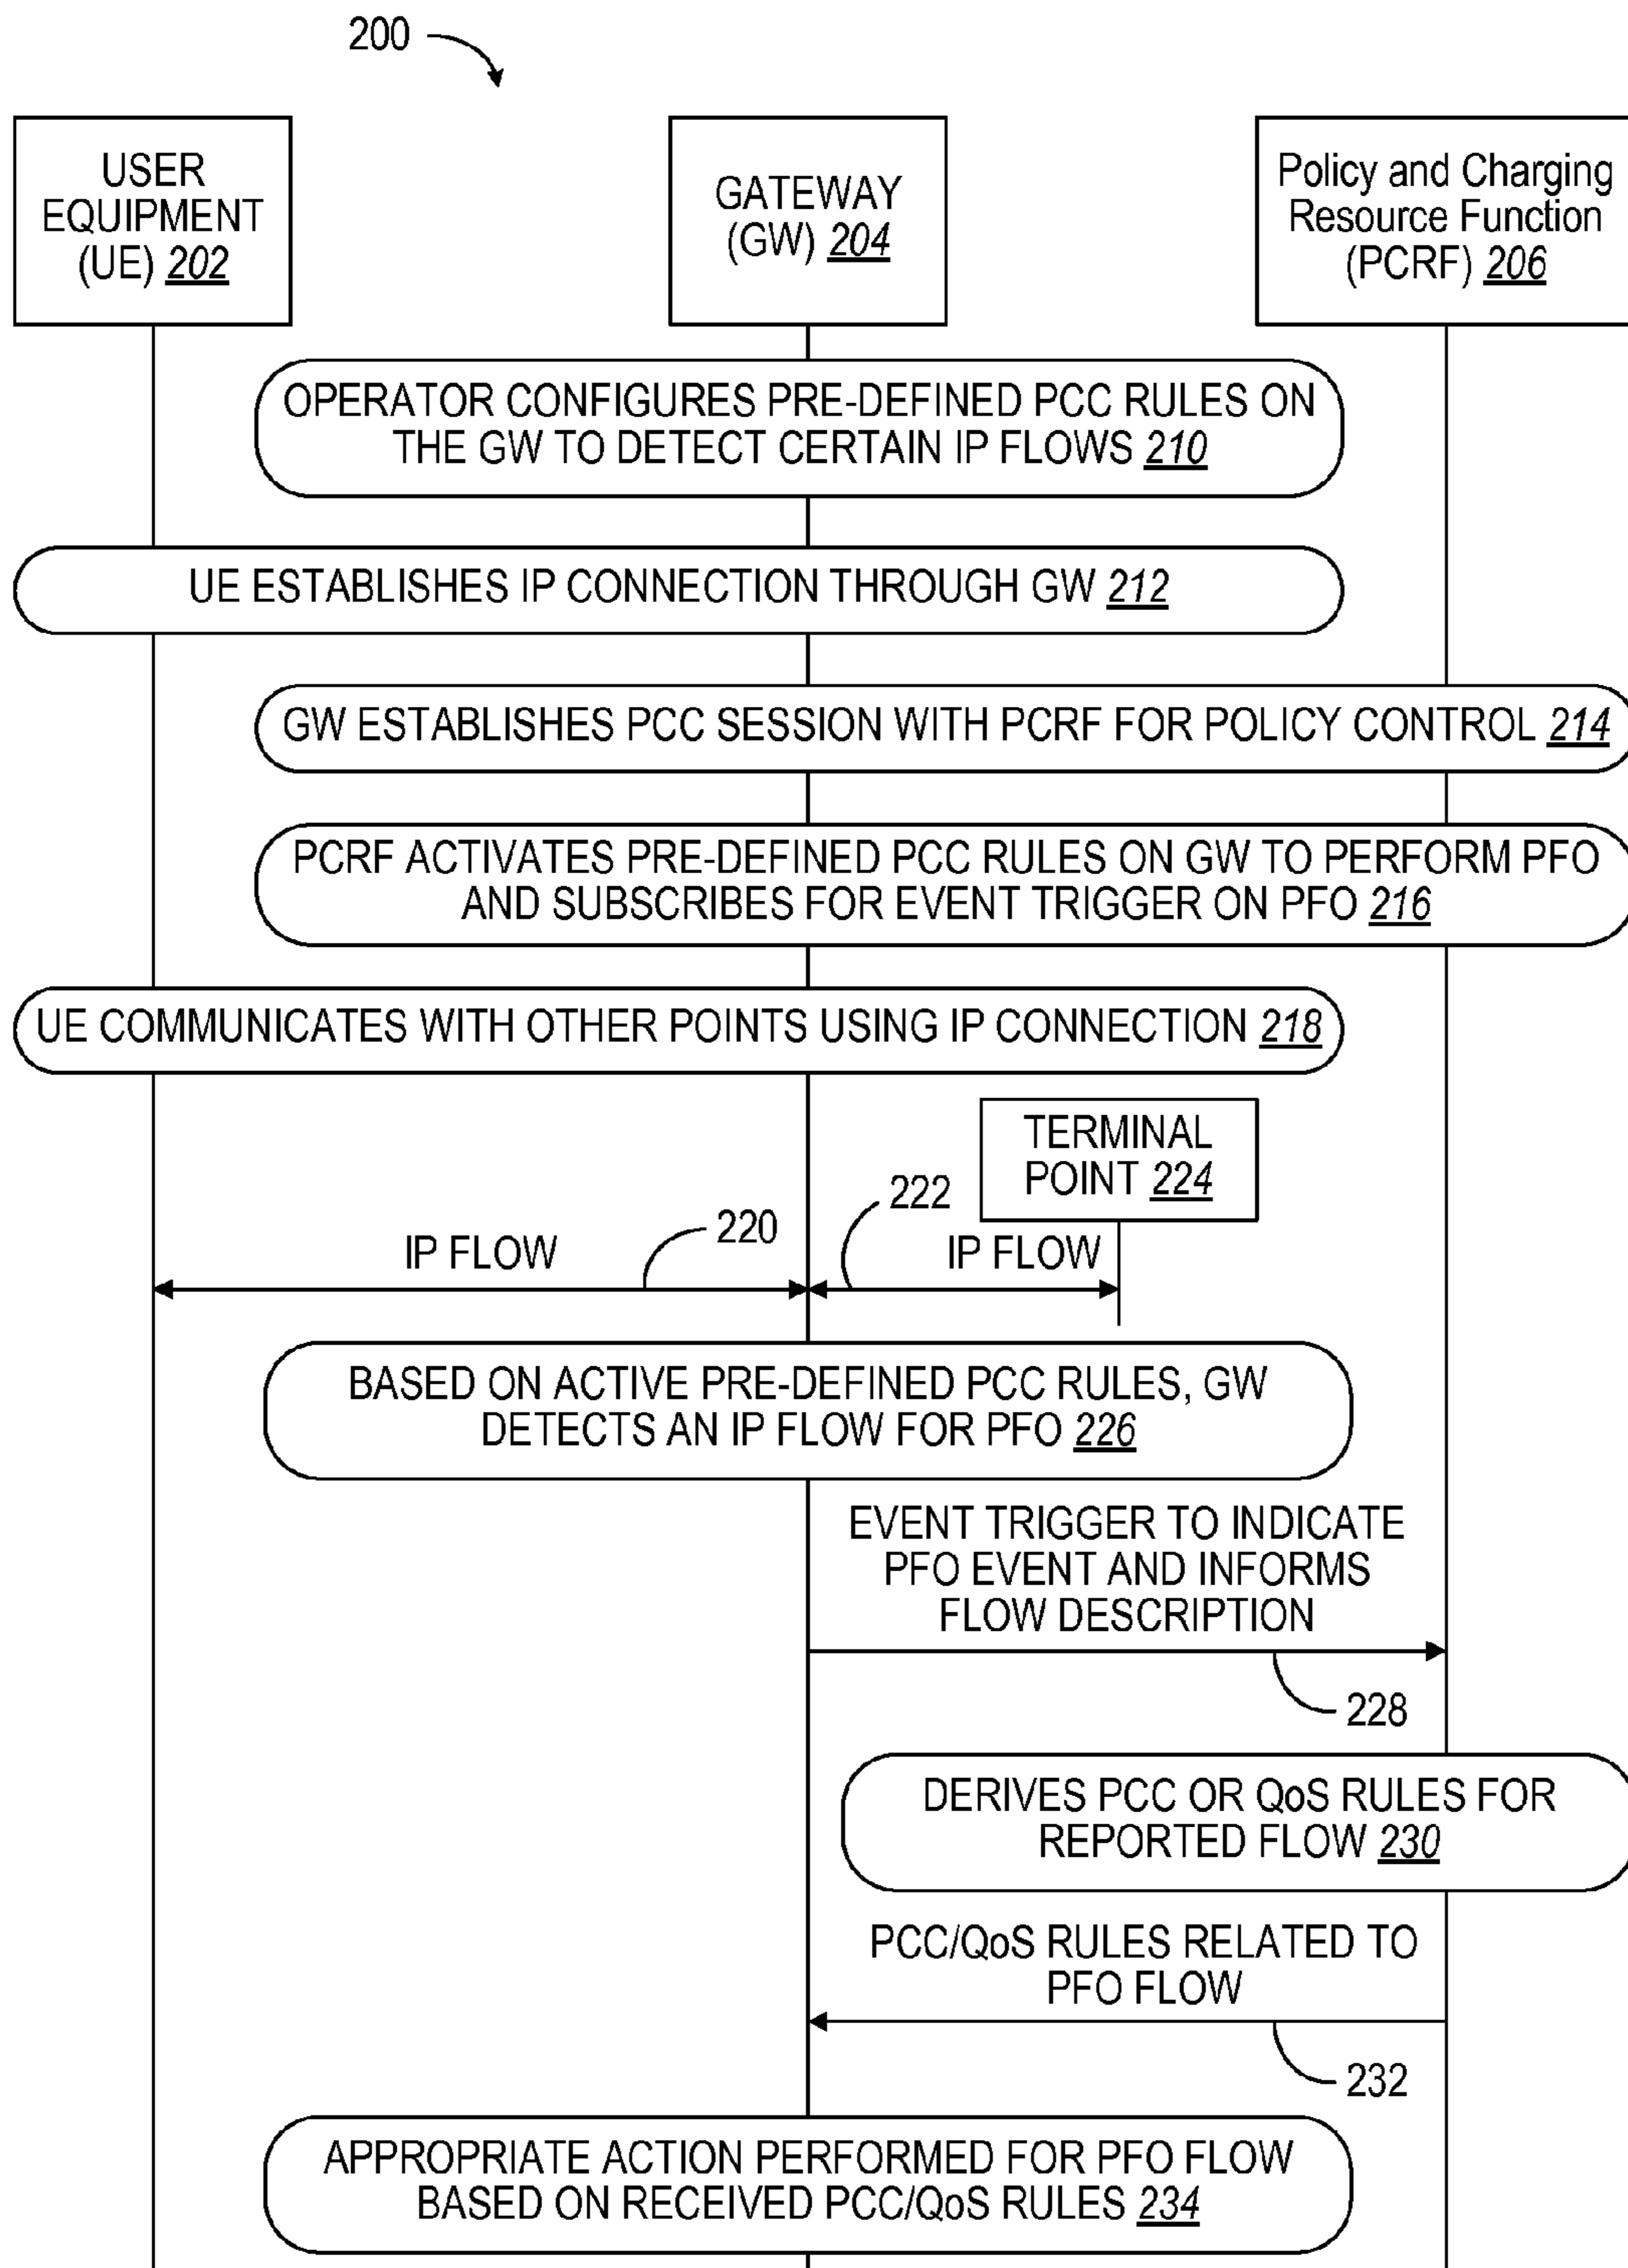 200
USER
EQUIPMENT
(UE) 202
GATEWAY
(GW) 204
Policy and Charging
Resource Function
(PCRF) 206
OPERATOR CONFIGURES PRE-DEFINED PCC RULES ON
THE GW TO DETECT CERTAIN IP FLOWS 210
UE ESTABLISHES IP CONNECTION THROUGH GW 212
GW ESTABLISHES PCC SESSION WITH PCRF FOR POLICY CONTROL 214
PCRF ACTIVATES PRE-DEFINED PCC RULES ON GW TO PERFORM PFO
AND SUBSCRIBES FOR EVENT TRIGGER ON PFO 216
UE COMMUNICATES WITH OTHER POINTS USING IP CONNECTION 218
TERMINAL
POINT 224
IP FLOW
220
222
IP FLOW
BASED ON ACTIVE PRE-DEFINED PCC RULES, GW
DETECTS AN IP FLOW FOR PFO 226
EVENT TRIGGER TO INDICATE
PFO EVENT AND INFORMS
FLOW DESCRIPTION
228
DERIVES PCC OR QoS RULES FOR
REPORTED FLOW 230
PCC/QoS RULES RELATED TO
PFO FLOW
232
APPROPRIATE ACTION PERFORMED FOR PFO FLOW
BASED ON RECEIVED PCC/QoS RULES 234